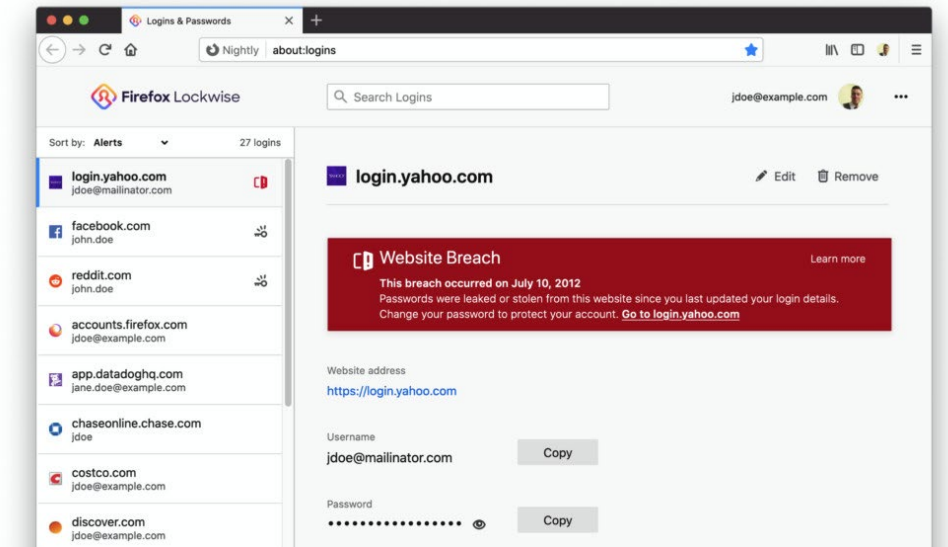 Logins & Passwords
Nightly about:logins
Firefox Lockwise
Search Logins
jdoe@example.com
Sort by: Alerts
27 logins
login.yahoo.com
jdoe@mailinator.com
facebook.com
john.doe
reddit.com
john.doe
accounts.firefox.com
jdoe@example.com
app.datadoghq.com
jane.doe@example.com
chaseonline.chase.com
jdoe
costco.com
jdoe@example.com
discover.com
jdoe@example.com
login.yahoo.com
Edit
Remove
Website Breach
Learn more
This breach occurred on July 10, 2012
Passwords were leaked or stolen from this website since you last updated your login details.
Change your password to protect your account. Go to login.yahoo.com
Website address
https://login.yahoo.com
Username
jdoe@mailinator.com
Copy
Password
•••••••••••••••••
Copy